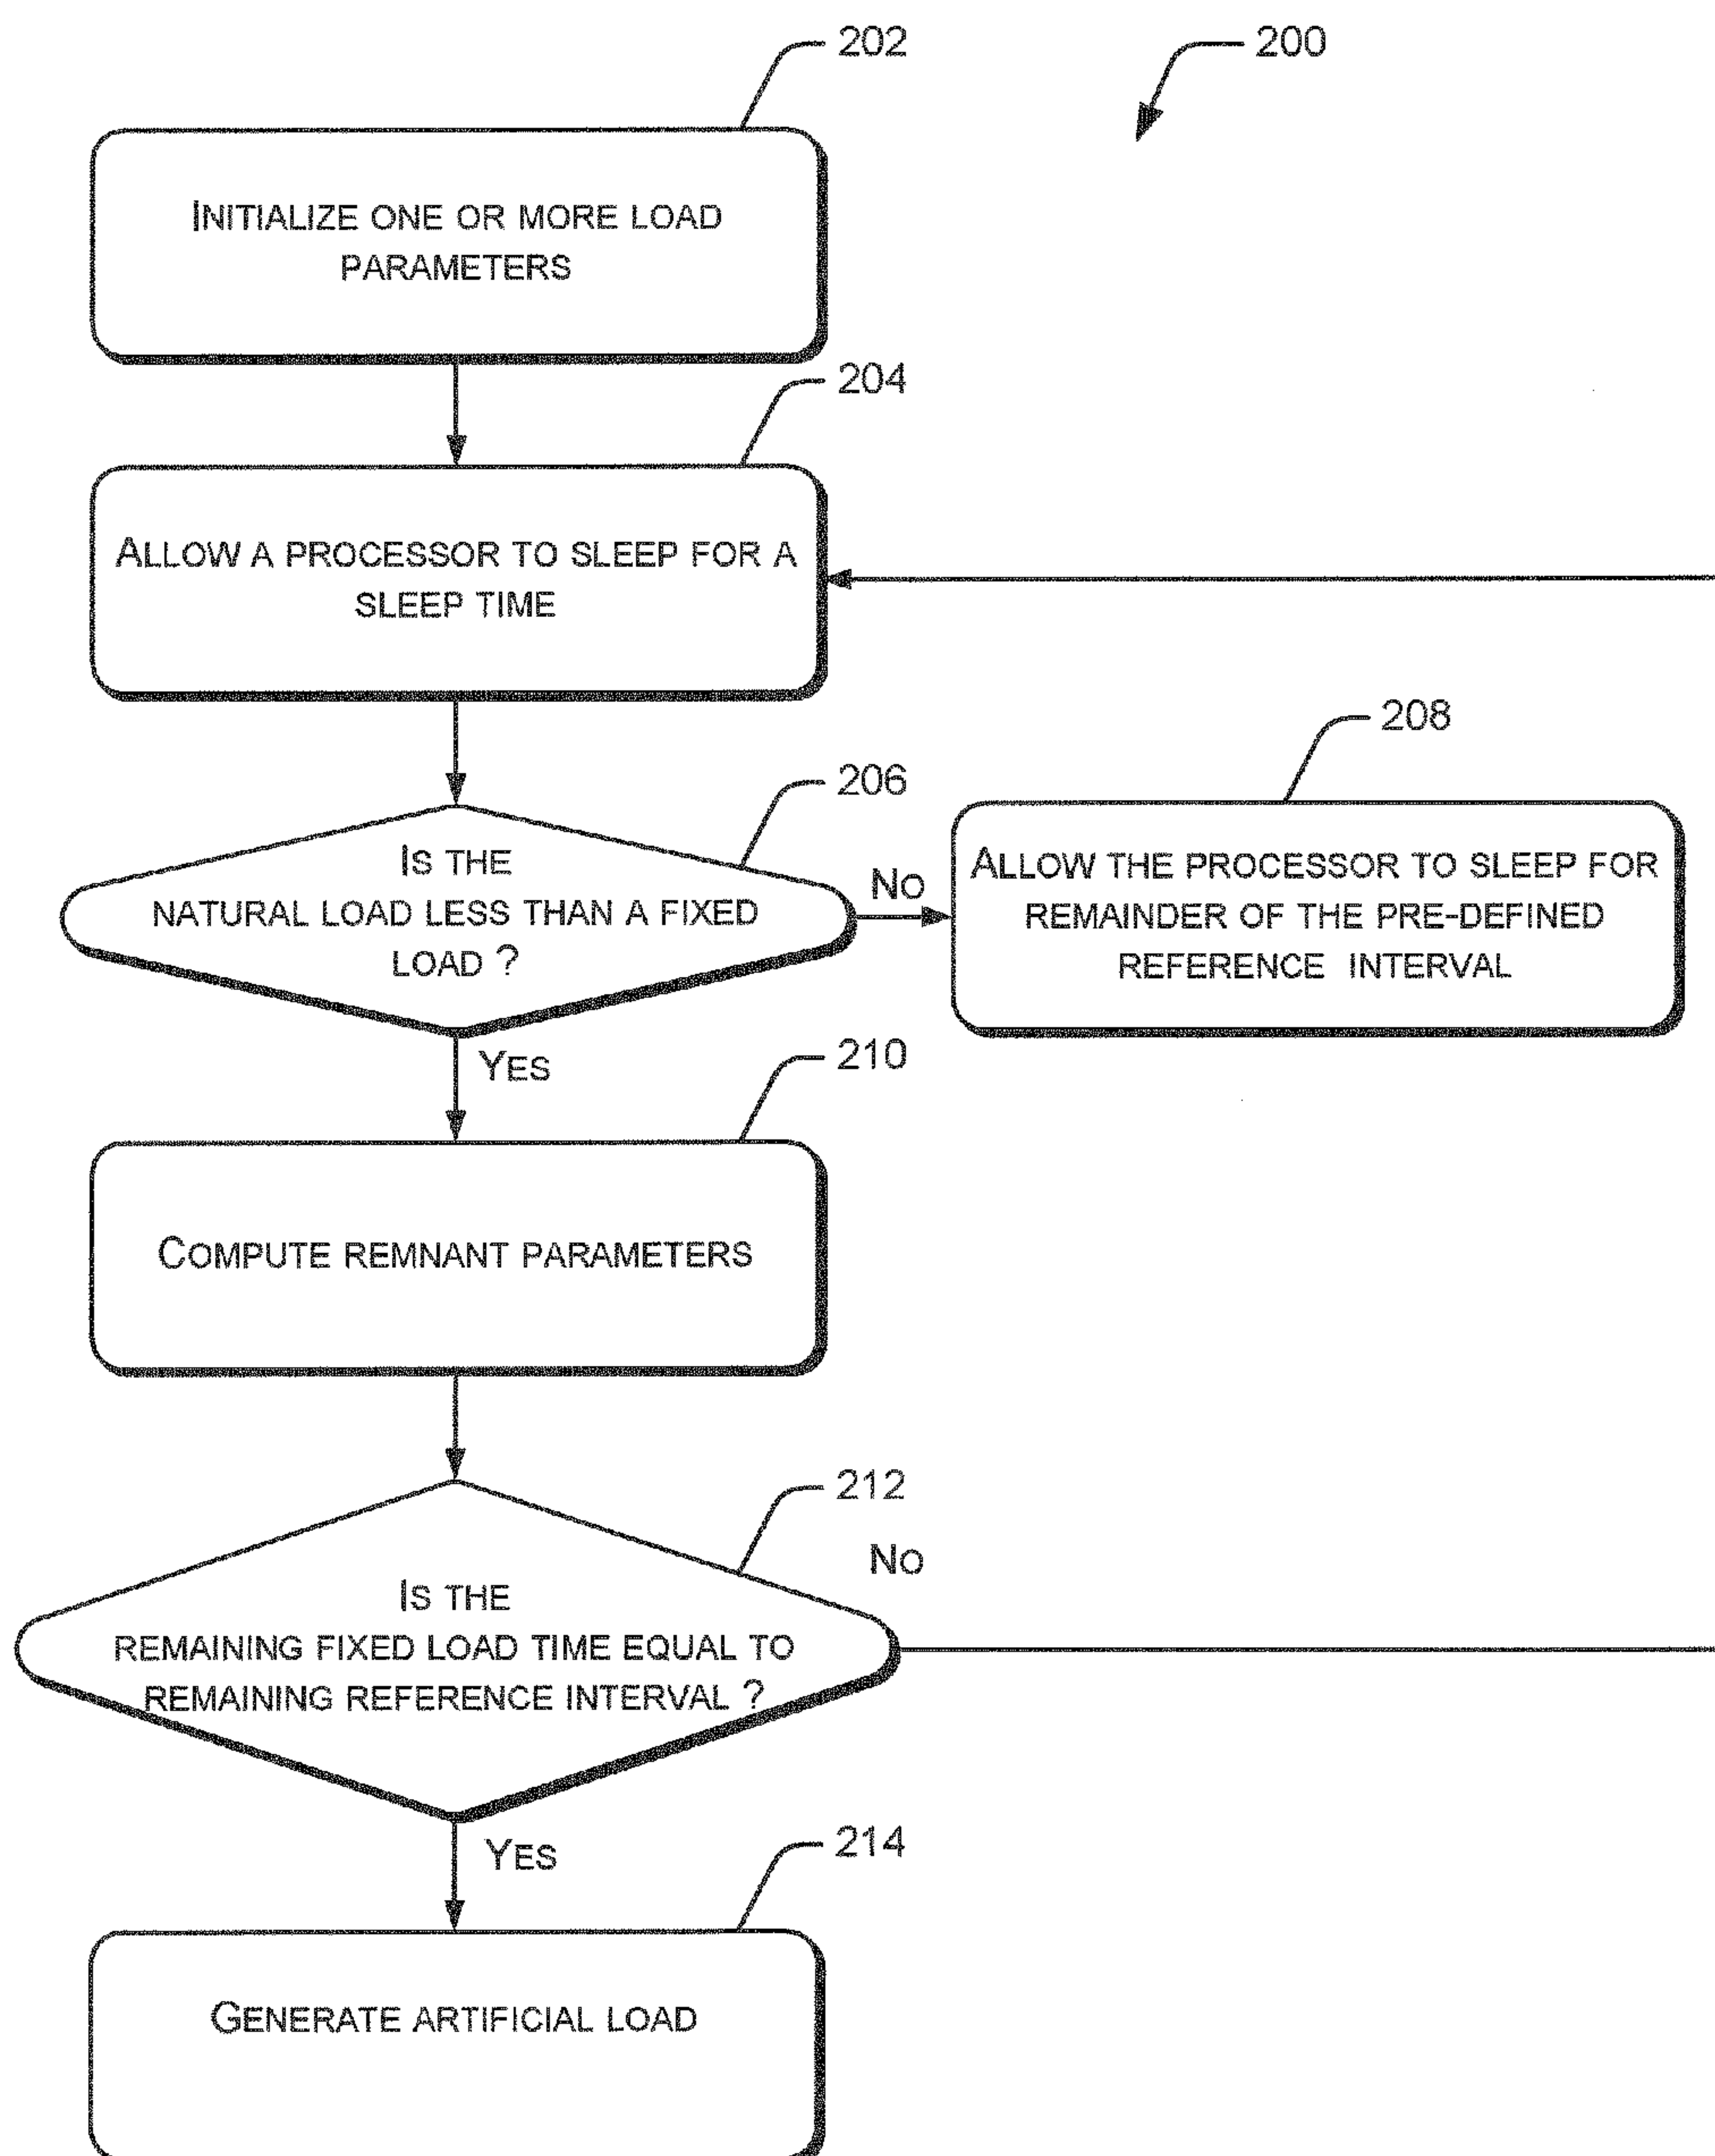 202
200
INITIALIZE ONE OR MORE LOAD
PARAMETERS
204
ALLOW A PROCESSOR TO SLEEP FOR A
SLEEP TIME
206
IS THE
NATURAL LOAD LESS THAN A FIXED
LOAD ?
NO
208
ALLOW THE PROCESSOR TO SLEEP FOR
REMAINDER OF THE PRE-DEFINED
REFERENCE INTERVAL
YES
210
COMPUTE REMNANT PARAMETERS
212
NO
IS THE
REMAINING FIXED LOAD TIME EQUAL TO
REMAINING REFERENCE INTERVAL ?
YES
214
GENERATE ARTIFICIAL LOAD